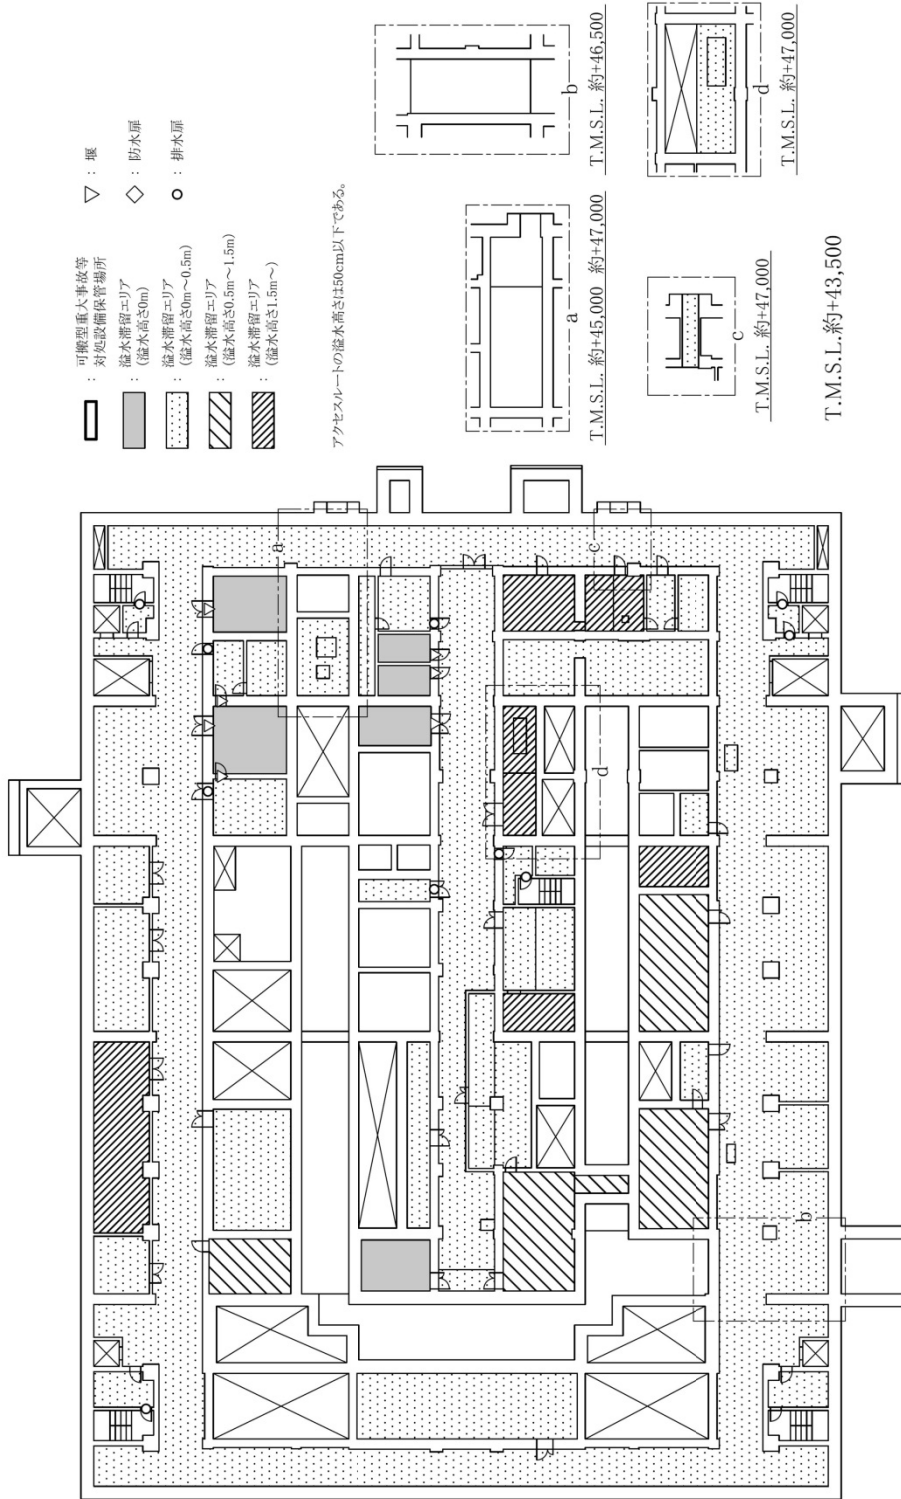 ： 可搬型重大事故等
対処設備保管場所
： 溢水滞留エリア
（溢水高さ0m）
： 溢水滞留エリア
（溢水高さ0m～0.5m）
： 溢水滞留エリア
（溢水高さ0.5m～1.5m）
： 溢水滞留エリア
（溢水高さ1.5m～）
： 堰
： 防水扉
： 排水扉
アクセスルートの溢水高さは50cm以下である。
a
T.M.S.L. 約+45,000 約+47,000
b
T.M.S.L. 約+46,500
c
T.M.S.L. 約+47,000
d
T.M.S.L. 約+47,000
T.M.S.L.約+43,500
a
c
d
b